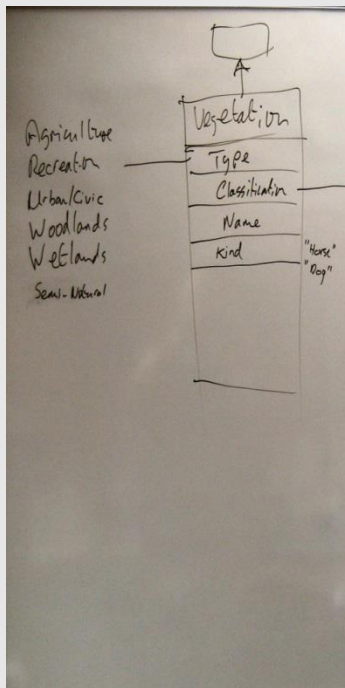 Vegetation
Agriculture
Recreation
Urban/Civic
Woodlands
Wetlands
Semi-Natural
Type
Classification
Name
Kind
"Horse"
"Dog"